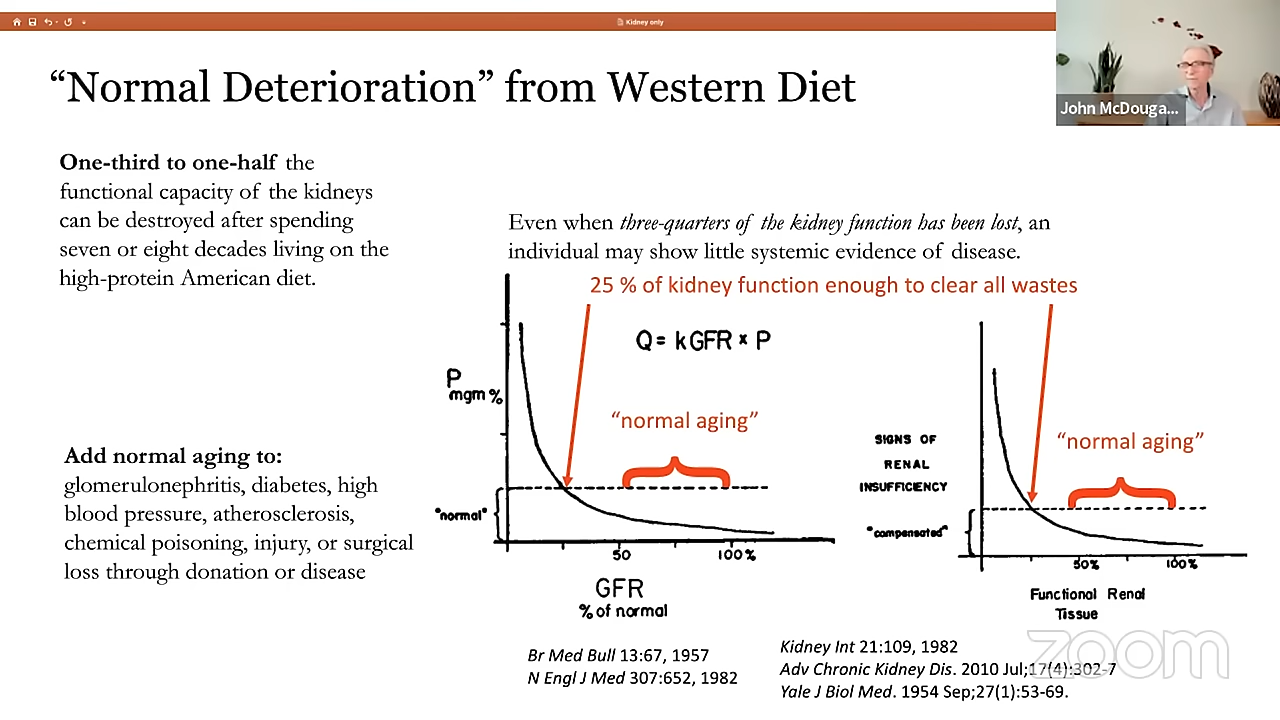 Kidney only
John McDouga...
“Normal Deterioration” from Western Diet
One-third to one-half the
functional capacity of the kidneys
can be destroyed after spending
seven or eight decades living on the
high-protein American diet.
Add normal aging to:
glomerulonephritis, diabetes, high
blood pressure, atherosclerosis,
chemical poisoning, injury, or surgical
loss through donation or disease
Even when three-quarters of the kidney function has been lost, an
individual may show little systemic evidence of disease.
25 % of kidney function enough to clear all wastes
Q= kGFR × P
P
mgm %
“normal aging”
"normal"
50 100%
GFR
% of normal
SIGNS OF
RENAL
INSUFFICIENCY
“normal aging”
"compensated"
50% 100%
Functional Renal
Tissue
Br Med Bull 13:67, 1957
N Engl J Med 307:652, 1982
Kidney Int 21:109, 1982
Adv Chronic Kidney Dis. 2010 Jul;17(4):302-7
Yale J Biol Med. 1954 Sep;27(1):53-69.
zoom